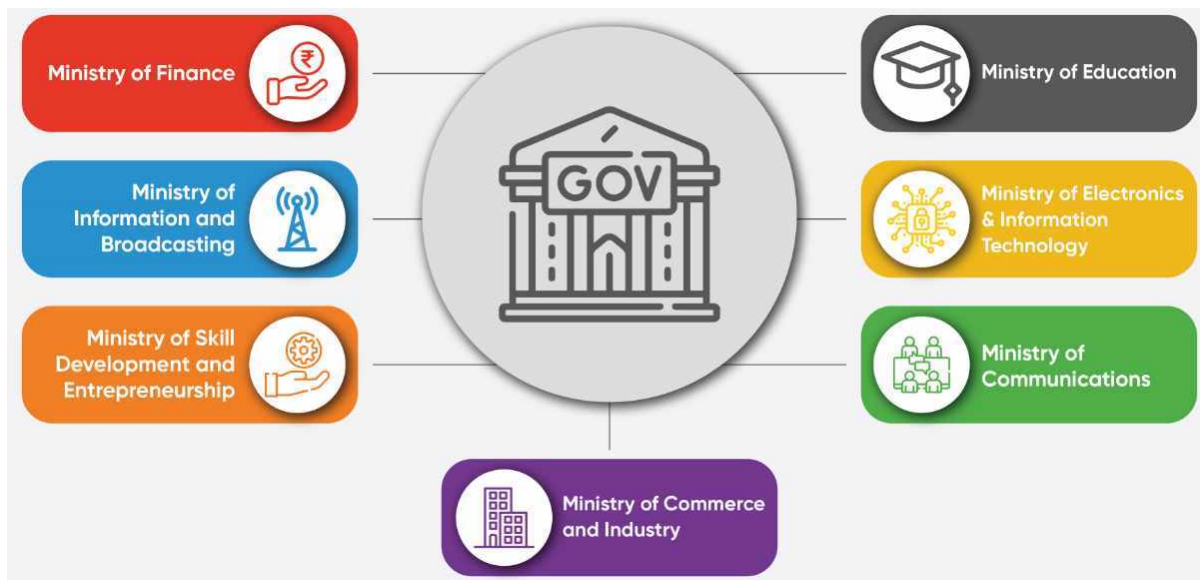 Ministry of Finance
₹
Ministry of
Information and
Broadcasting
Ministry of Skill
Development and
Entrepreneurship
GOV
Ministry of Education
Ministry of Electronics
& Information
Technology
Ministry of
Communications
Ministry of Commerce
and Industry